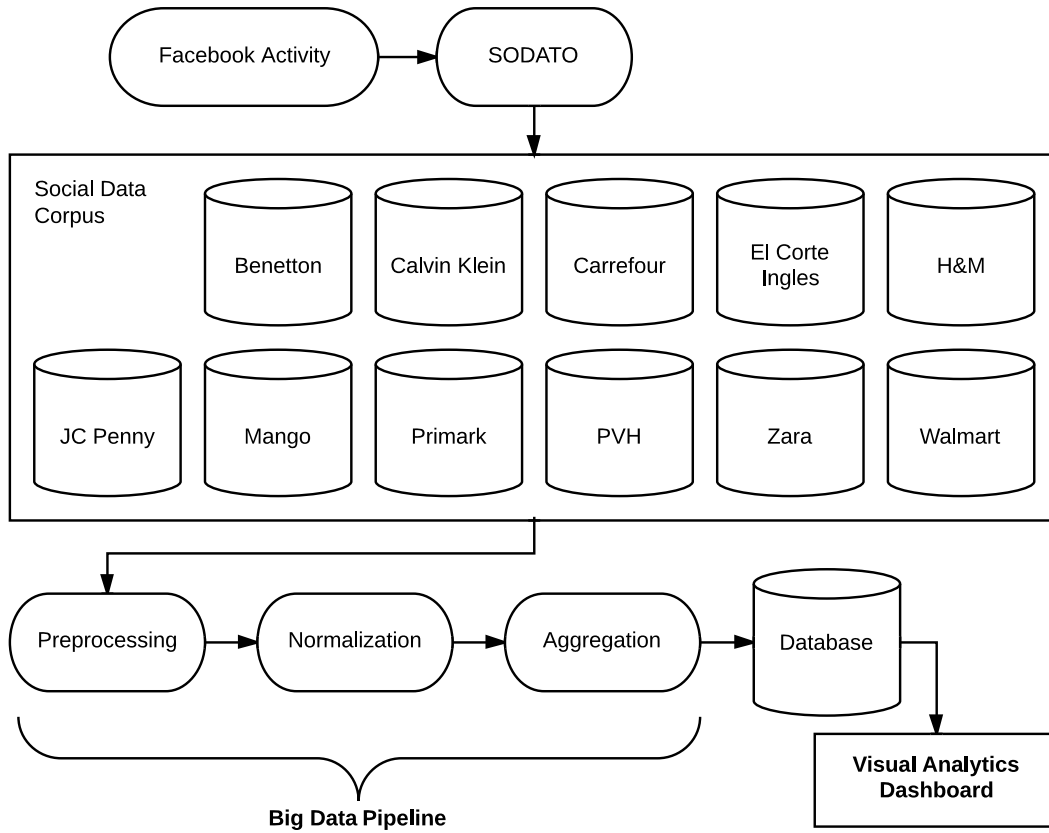 Facebook Activity
SODATO
Social Data
Corpus
Benetton
Calvin Klein
Carrefour
El Corte
Ingles
H&M
JC Penny
Mango
Primark
PVH
Zara
Walmart
Preprocessing
Normalization
Aggregation
Database
Visual Analytics
Dashboard
Big Data Pipeline